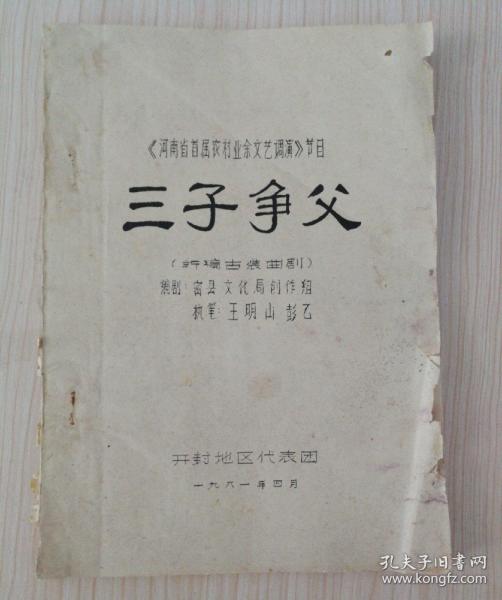 《河南省首届农村业余文艺调演》节目
三子争父
(新编古装曲剧)
编剧:密县文化局创作组
执笔:王明山 彭乙
开封地区代表团
一九八一年四月
孔夫子旧书网
www.kongfz.com